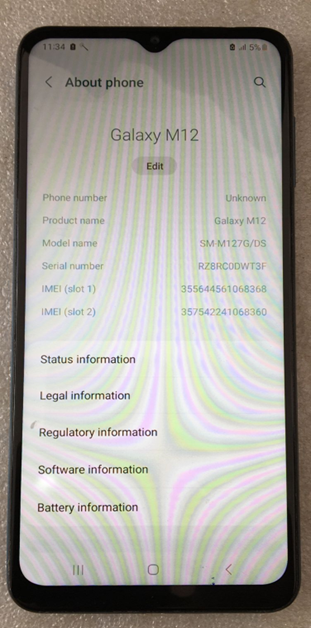 11:34 5%
About phone
Galaxy M12
Edit
Phone number Unknown
Product name Galaxy M12
Model name SM-M127G/DS
Serial number RZ8RC0DWT3F
IMEI (slot 1) 355644561068368
IMEI (slot 2) 357542241068360
Status information
Legal information
Regulatory information
Software information
Battery information